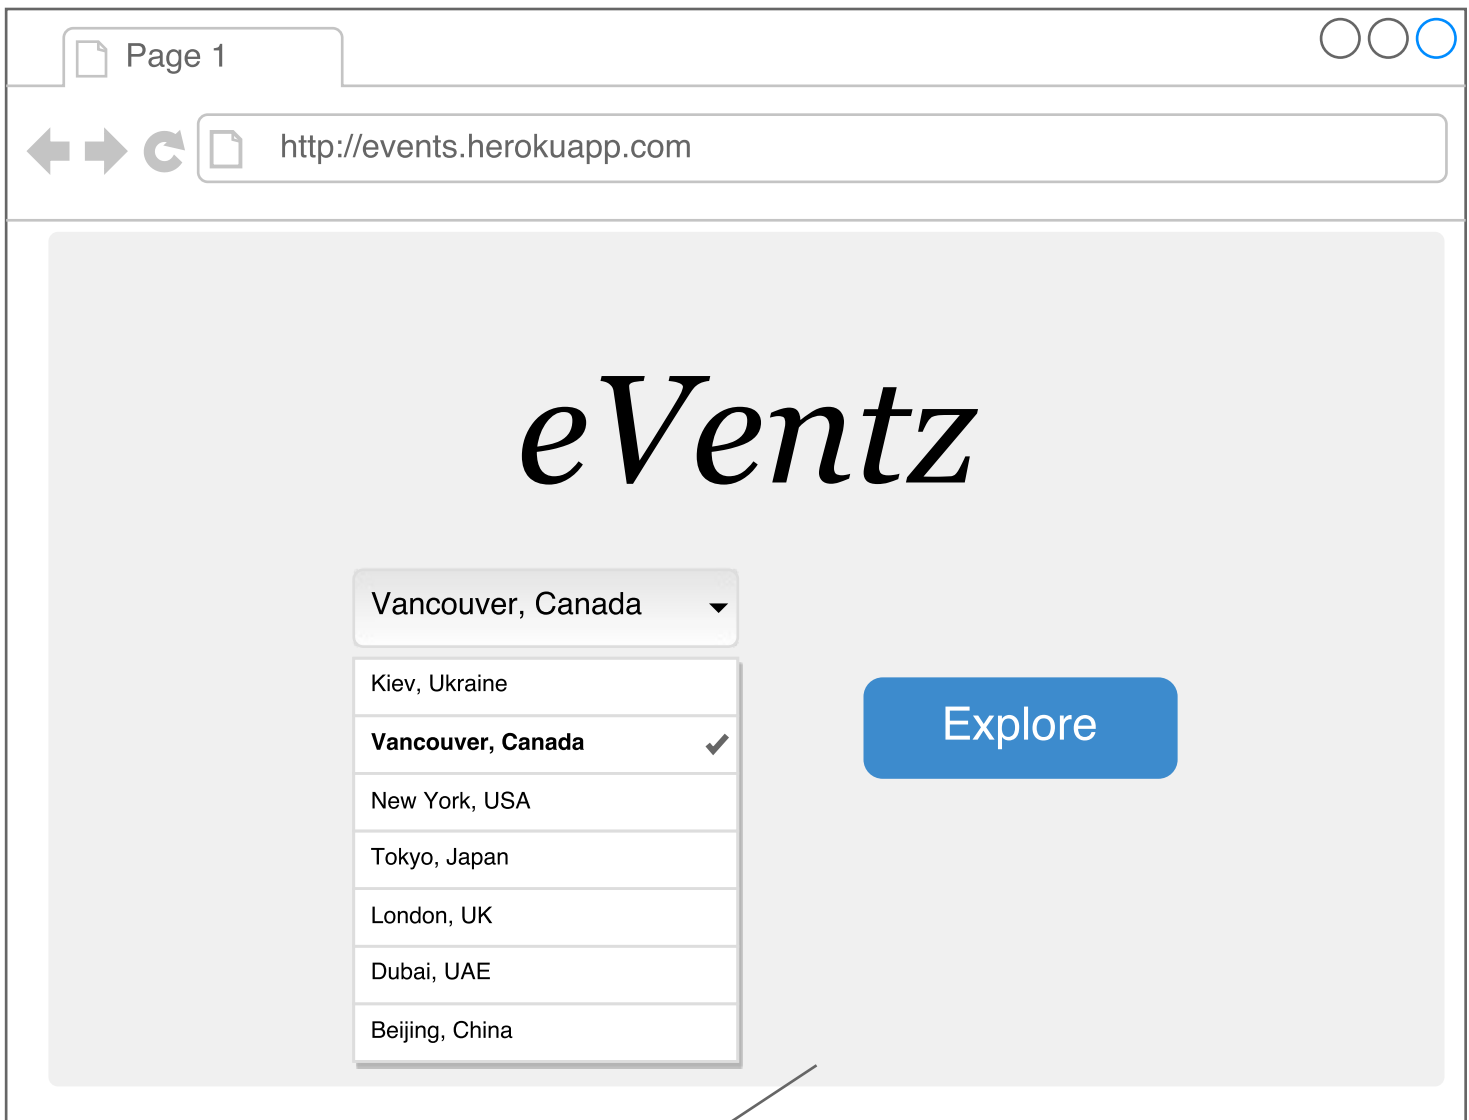 Page 1
http://events.herokuapp.com
eVentz
Vancouver, Canada
Kiev, Ukraine
Vancouver, Canada
New York, USA
Tokyo, Japan
London, UK
Dubai, UAE
Beijing, China
Explore